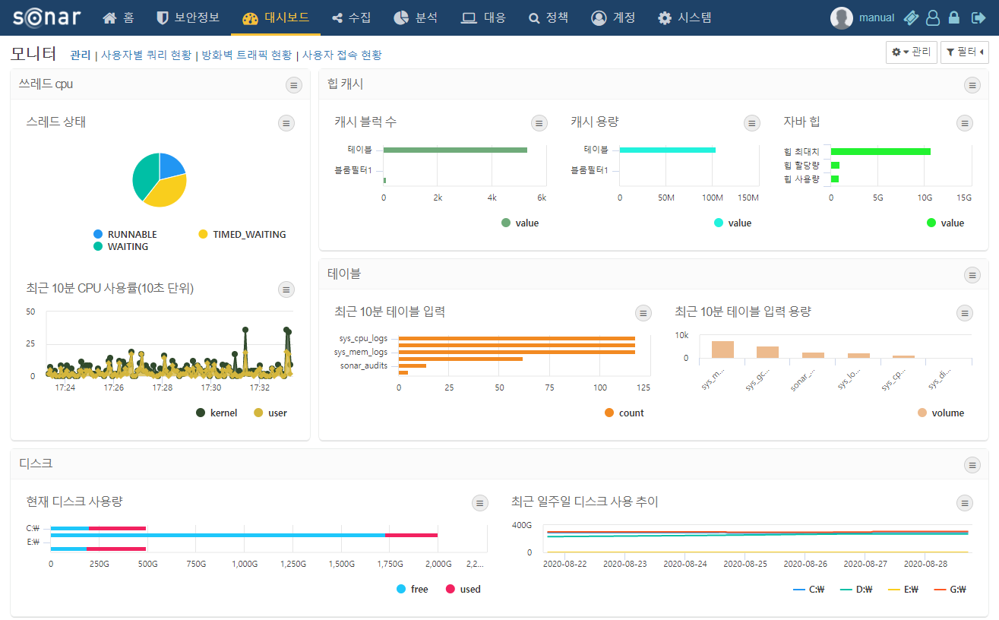 sonar 홈 보안정보 대시보드 수집 분석 대응 정책 계정 시스템 manual
모니터 관리 | 사용자별 쿼리 현황 | 방화벽 트래픽 현황 | 사용자 접속 현황 관리 필터
쓰레드 cpu
스레드 상태
RUNNABLE TIMED_WAITING
WAITING
최근 10분 CPU 사용률(10초 단위)
50
25
0
17:24 17:26 17:28 17:30 17:32
kernel user
힙 캐시
캐시 블럭 수
테이블
블룸필터1
0 2k 4k 6k
value
캐시 용량
테이블
블룸필터1
0 50M 100M 150M
value
자바 힙
힙 최대치
힙 할당량
힙 사용량
0 5G 10G 15G
value
테이블
최근 10분 테이블 입력
sys_cpu_logs
sys_mem_logs
sonar_audits
0 25 50 75 100 125
count
최근 10분 테이블 입력 용량
10k
0
sys_m... sys_gc... sonar_... sys_lo... sys_cp... sys_di...
volume
디스크
현재 디스크 사용량
C:₩
E:₩
0 250G 500G 750G 1,000G 1,250G 1,500G 1,750G 2,000G 2,2...
free used
최근 일주일 디스크 사용 추이
400G
0
2020-08-22 2020-08-23 2020-08-24 2020-08-25 2020-08-26 2020-08-27 2020-08-28
C:₩ D:₩ E:₩ G:₩